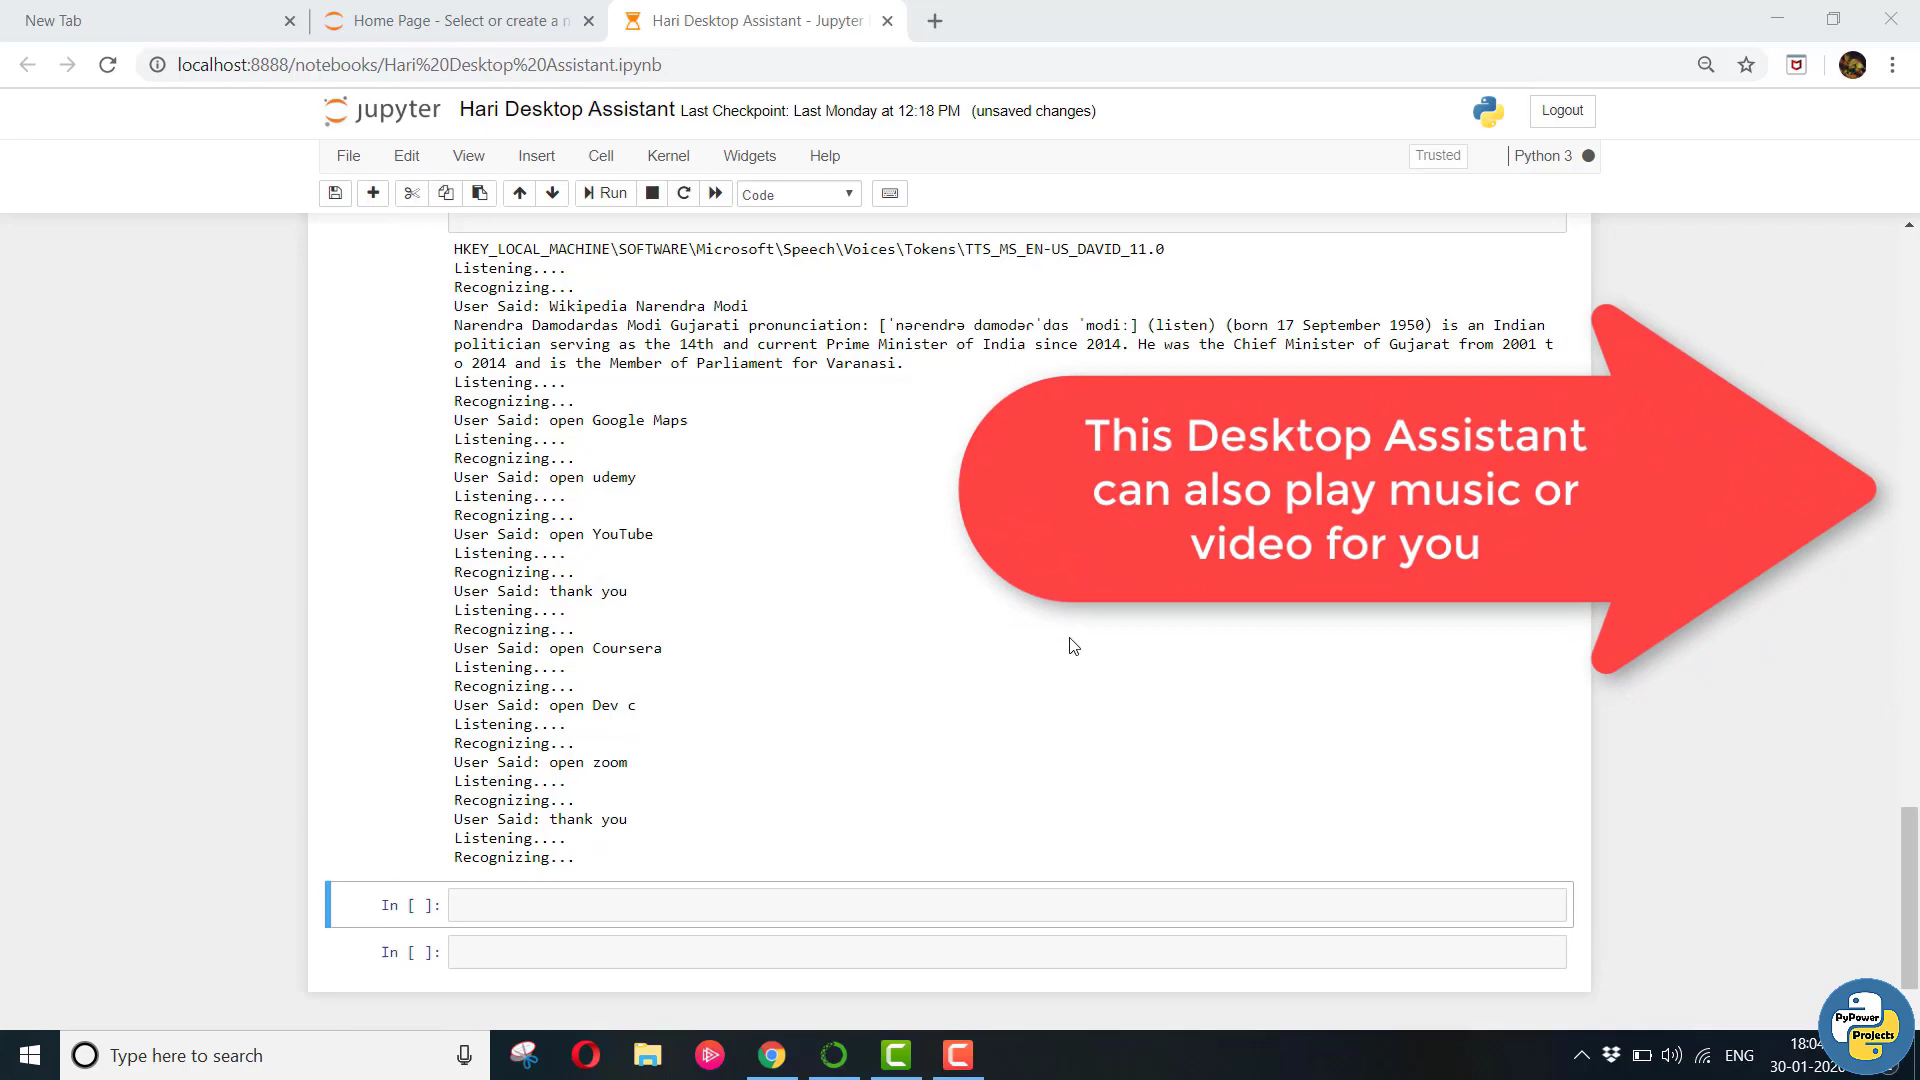 New Tab
Home Page - Select or create a n
Hari Desktop Assistant - Jupyter
localhost:8888/notebooks/Hari%20Desktop%20Assistant.ipynb
jupyter Hari Desktop Assistant Last Checkpoint: Last Monday at 12:18 PM (unsaved changes)
Logout
File Edit View Insert Cell Kernel Widgets Help
Trusted
Python 3
Run
Code
HKEY_LOCAL_MACHINE\SOFTWARE\Microsoft\Speech\Voices\Tokens\TTS_MS_EN-US_DAVID_11.0
Listening....
Recognizing...
User Said: Wikipedia Narendra Modi
Narendra Damodardas Modi Gujarati pronunciation: [ˈnərendrə dɑmodərˈdɑs ˈmodiː] (listen) (born 17 September 1950) is an Indian
politician serving as the 14th and current Prime Minister of India since 2014. He was the Chief Minister of Gujarat from 2001 t
o 2014 and is the Member of Parliament for Varanasi.
Listening....
Recognizing...
User Said: open Google Maps
Listening....
Recognizing...
User Said: open udemy
Listening....
Recognizing...
User Said: open YouTube
Listening....
Recognizing...
User Said: thank you
Listening....
Recognizing...
User Said: open Coursera
Listening....
Recognizing...
User Said: open Dev c
Listening....
Recognizing...
User Said: open zoom
Listening....
Recognizing...
User Said: thank you
Listening....
Recognizing...
This Desktop Assistant
can also play music or
video for you
In [ ]:
In [ ]:
PyPower
Projects
Type here to search
ENG
18:04
30-01-202